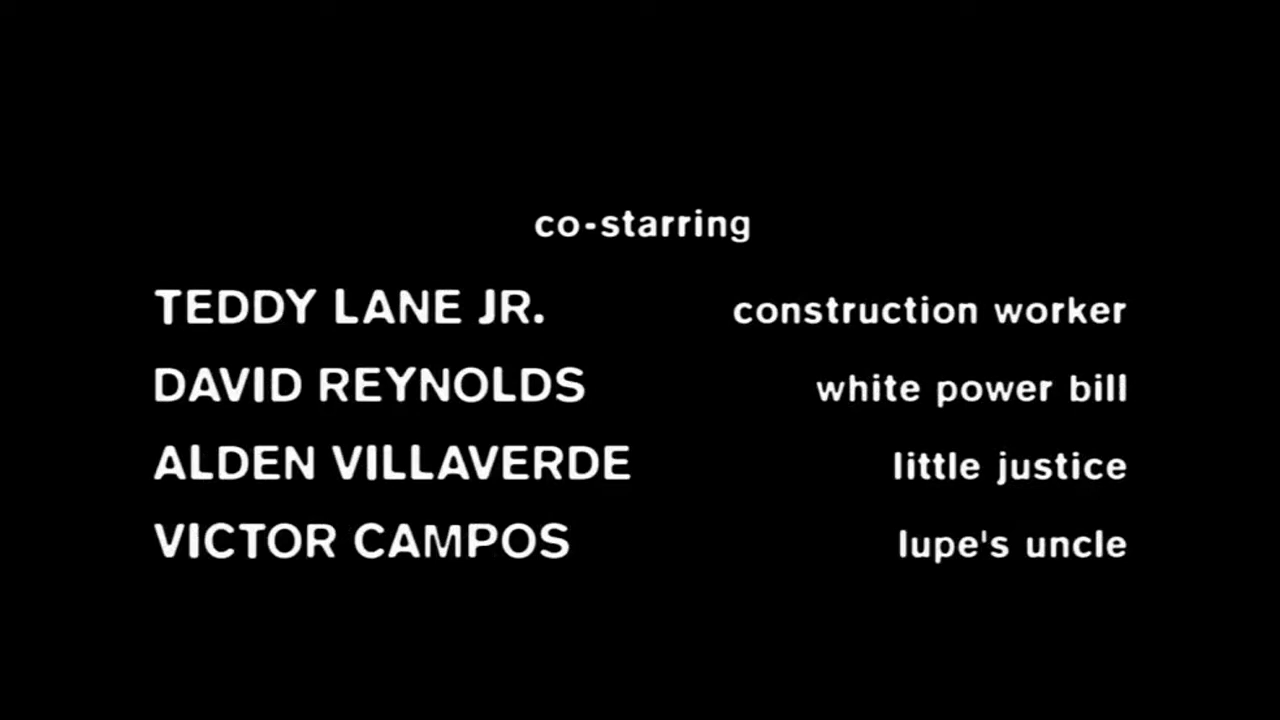 co-starring
TEDDY LANE JR. construction worker
DAVID REYNOLDS white power bill
ALDEN VILLAVERDE little justice
VICTOR CAMPOS lupe's uncle